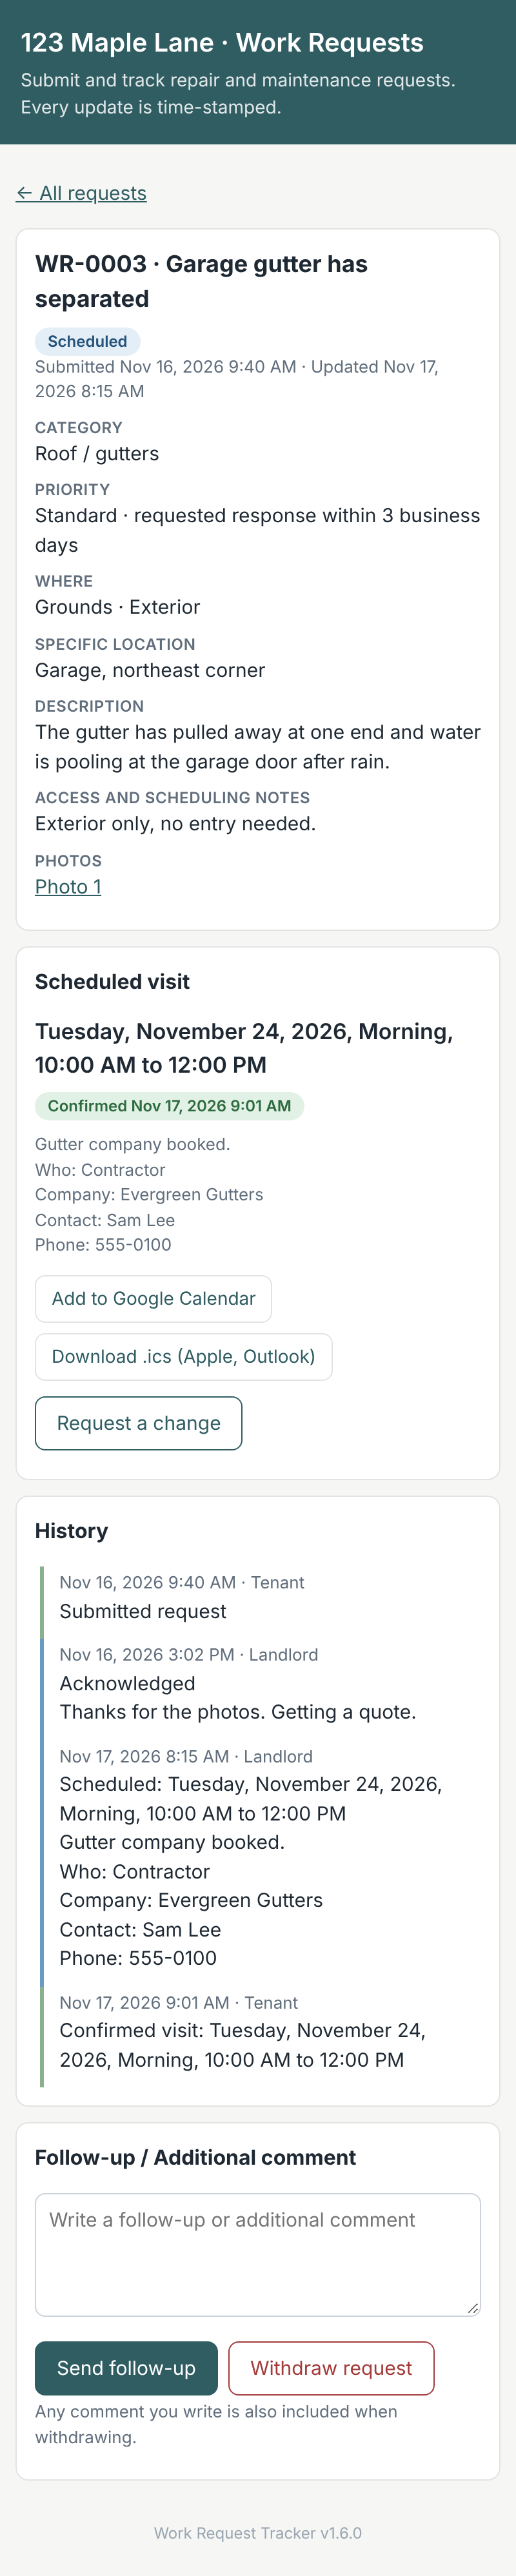 123 Maple Lane · Work Requests
Submit and track repair and maintenance requests.
Every update is time-stamped.
← All requests
WR-0003 · Garage gutter has
separated
Scheduled
Submitted Nov 16, 2026 9:40 AM · Updated Nov 17,
2026 8:15 AM
CATEGORY
Roof / gutters
PRIORITY
Standard · requested response within 3 business
days
WHERE
Grounds · Exterior
SPECIFIC LOCATION
Garage, northeast corner
DESCRIPTION
The gutter has pulled away at one end and water
is pooling at the garage door after rain.
ACCESS AND SCHEDULING NOTES
Exterior only, no entry needed.
PHOTOS
Photo 1
Scheduled visit
Tuesday, November 24, 2026, Morning,
10:00 AM to 12:00 PM
Confirmed Nov 17, 2026 9:01 AM
Gutter company booked.
Who: Contractor
Company: Evergreen Gutters
Contact: Sam Lee
Phone: 555-0100
Add to Google Calendar
Download .ics (Apple, Outlook)
Request a change
History
Nov 16, 2026 9:40 AM · Tenant
Submitted request
Nov 16, 2026 3:02 PM · Landlord
Acknowledged
Thanks for the photos. Getting a quote.
Nov 17, 2026 8:15 AM · Landlord
Scheduled: Tuesday, November 24, 2026,
Morning, 10:00 AM to 12:00 PM
Gutter company booked.
Who: Contractor
Company: Evergreen Gutters
Contact: Sam Lee
Phone: 555-0100
Nov 17, 2026 9:01 AM · Tenant
Confirmed visit: Tuesday, November 24,
2026, Morning, 10:00 AM to 12:00 PM
Follow-up / Additional comment
Write a follow-up or additional comment
Send follow-up
Withdraw request
Any comment you write is also included when
withdrawing.
Work Request Tracker v1.6.0